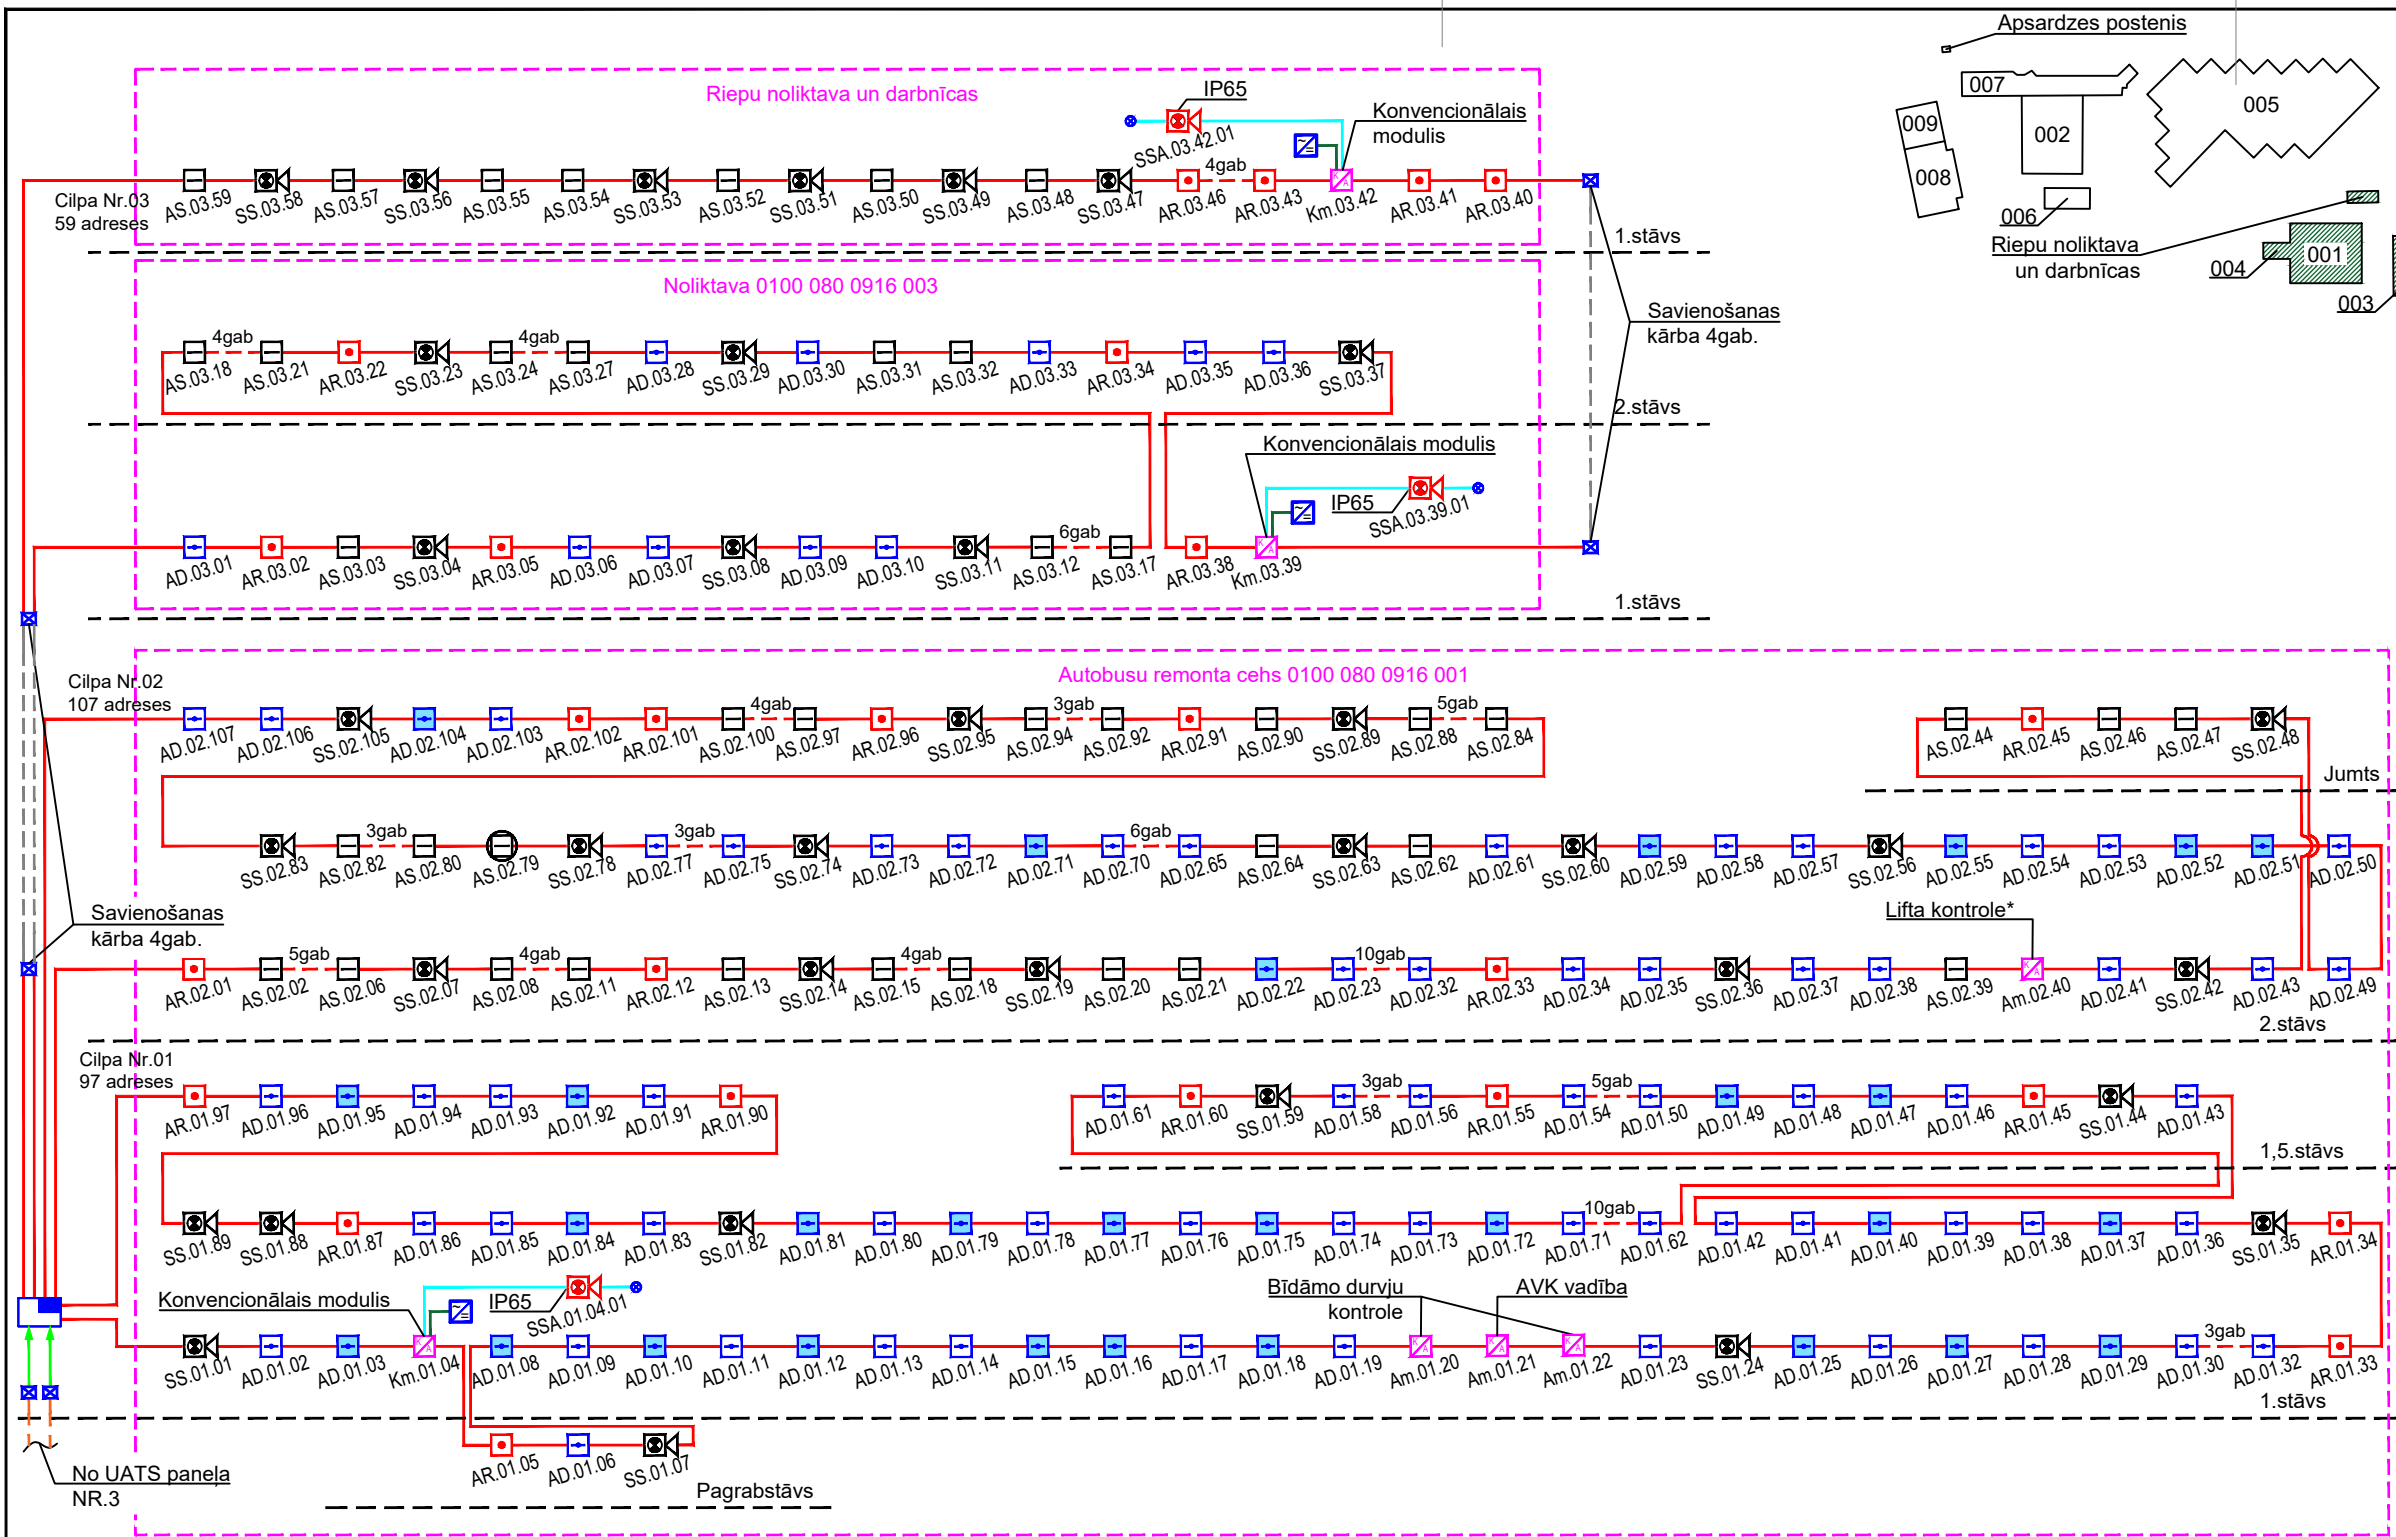 Apsardzes postenis
007
005
009
002
008
006
Riepu noliktava
un darbnīcas
004
001
003
Riepu noliktava un darbnīcas
IP65
SSA.03.42.01
Konvencionālais
modulis
4gab
Cilpa Nr.03
59 adreses
AS.03.59
SS.03.58
AS.03.57
SS.03.56
AS.03.55
AS.03.54
SS.03.53
AS.03.52
SS.03.51
AS.03.50
SS.03.49
AS.03.48
SS.03.47
AR.03.46
AR.03.43
Km.03.42
AR.03.41
AR.03.40
1.stāvs
Noliktava 0100 080 0916 003
Savienošanas
kārba 4gab.
4gab
4gab
AS.03.18
AS.03.21
AR.03.22
SS.03.23
AS.03.24
AS.03.27
AD.03.28
SS.03.29
AD.03.30
AS.03.31
AS.03.32
AD.03.33
AR.03.34
AD.03.35
AD.03.36
SS.03.37
2.stāvs
Konvencionālais modulis
IP65
SSA.03.39.01
6gab
AD.03.01
AR.03.02
AS.03.03
SS.03.04
AR.03.05
AD.03.06
AD.03.07
SS.03.08
AD.03.09
AD.03.10
SS.03.11
AS.03.12
AS.03.17
AR.03.38
Km.03.39
1.stāvs
Autobusu remonta cehs 0100 080 0916 001
Cilpa Nr.02
107 adreses
4gab
3gab
5gab
AD.02.107
AD.02.106
SS.02.105
AD.02.104
AD.02.103
AR.02.102
AR.02.101
AS.02.100
AS.02.97
AR.02.96
SS.02.95
AS.02.94
AS.02.92
AR.02.91
AS.02.90
SS.02.89
AS.02.88
AS.02.84
AS.02.44
AR.02.45
AS.02.46
AS.02.47
SS.02.48
Jumts
3gab
3gab
6gab
SS.02.83
AS.02.82
AS.02.80
AS.02.79
SS.02.78
AD.02.77
AD.02.75
SS.02.74
AD.02.73
AD.02.72
AD.02.71
AD.02.70
AD.02.65
AS.02.64
SS.02.63
AS.02.62
AD.02.61
SS.02.60
AD.02.59
AD.02.58
AD.02.57
SS.02.56
AD.02.55
AD.02.54
AD.02.53
AD.02.52
AD.02.51
AD.02.50
Savienošanas
kārba 4gab.
Lifta kontrole*
5gab
4gab
4gab
10gab
AR.02.01
AS.02.02
AS.02.06
SS.02.07
AS.02.08
AS.02.11
AR.02.12
AS.02.13
SS.02.14
AS.02.15
AS.02.18
SS.02.19
AS.02.20
AS.02.21
AD.02.22
AD.02.23
AD.02.32
AR.02.33
AD.02.34
AD.02.35
SS.02.36
AD.02.37
AD.02.38
AS.02.39
Am.02.40
AD.02.41
SS.02.42
AD.02.43
AD.02.49
2.stāvs
Cilpa Nr.01
97 adreses
3gab
5gab
AR.01.97
AD.01.96
AD.01.95
AD.01.94
AD.01.93
AD.01.92
AD.01.91
AR.01.90
AD.01.61
AR.01.60
SS.01.59
AD.01.58
AD.01.56
AR.01.55
AD.01.54
AD.01.50
AD.01.49
AD.01.48
AD.01.47
AD.01.46
AR.01.45
SS.01.44
AD.01.43
1,5.stāvs
10gab
SS.01.89
SS.01.88
AR.01.87
AD.01.86
AD.01.85
AD.01.84
AD.01.83
SS.01.82
AD.01.81
AD.01.80
AD.01.79
AD.01.78
AD.01.77
AD.01.76
AD.01.75
AD.01.74
AD.01.73
AD.01.72
AD.01.71
AD.01.62
AD.01.42
AD.01.41
AD.01.40
AD.01.39
AD.01.38
AD.01.37
AD.01.36
SS.01.35
AR.01.34
Konvencionālais modulis
IP65
SSA.01.04.01
Bīdāmo durvju
kontrole
AVK vadība
3gab
SS.01.01
AD.01.02
AD.01.03
Km.01.04
AD.01.08
AD.01.09
AD.01.10
AD.01.11
AD.01.12
AD.01.13
AD.01.14
AD.01.15
AD.01.16
AD.01.17
AD.01.18
AD.01.19
Am.01.20
Am.01.21
Am.01.22
AD.01.23
SS.01.24
AD.01.25
AD.01.26
AD.01.27
AD.01.28
AD.01.29
AD.01.30
AD.01.32
AR.01.33
1.stāvs
AR.01.05
AD.01.06
SS.01.07
No UATS paneļa
NR.3
Pagrabstāvs